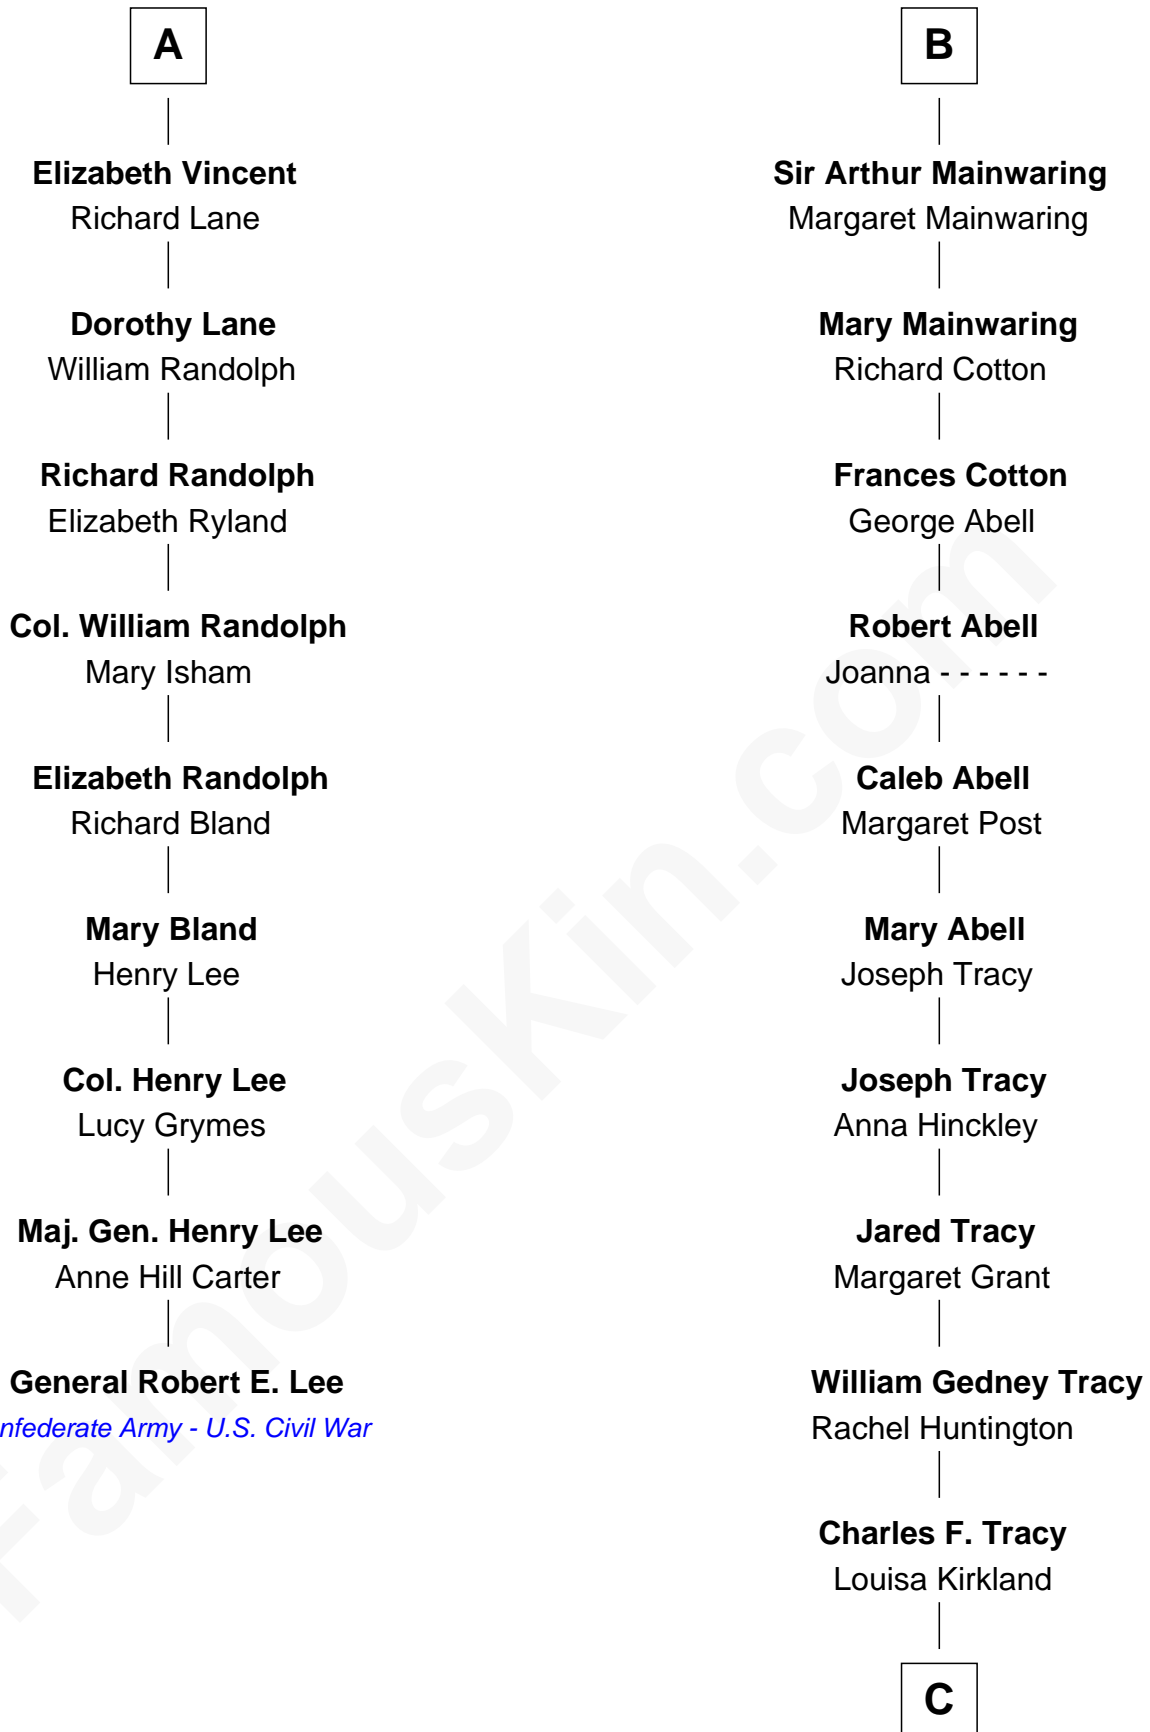 A
Elizabeth Vincent
Richard Lane
Dorothy Lane
William Randolph
Richard Randolph
Elizabeth Ryland
Col. William Randolph
Mary Isham
Elizabeth Randolph
Richard Bland
Mary Bland
Henry Lee
Col. Henry Lee
Lucy Grymes
Maj. Gen. Henry Lee
Anne Hill Carter
General Robert E. Lee
nfederate Army - U.S. Civil War
B
Sir Arthur Mainwaring
Margaret Mainwaring
Mary Mainwaring
Richard Cotton
Frances Cotton
George Abell
Robert Abell
Joanna - - - - - -
Caleb Abell
Margaret Post
Mary Abell
Joseph Tracy
Joseph Tracy
Anna Hinckley
Jared Tracy
Margaret Grant
William Gedney Tracy
Rachel Huntington
Charles F. Tracy
Louisa Kirkland
C
FamousKin.com